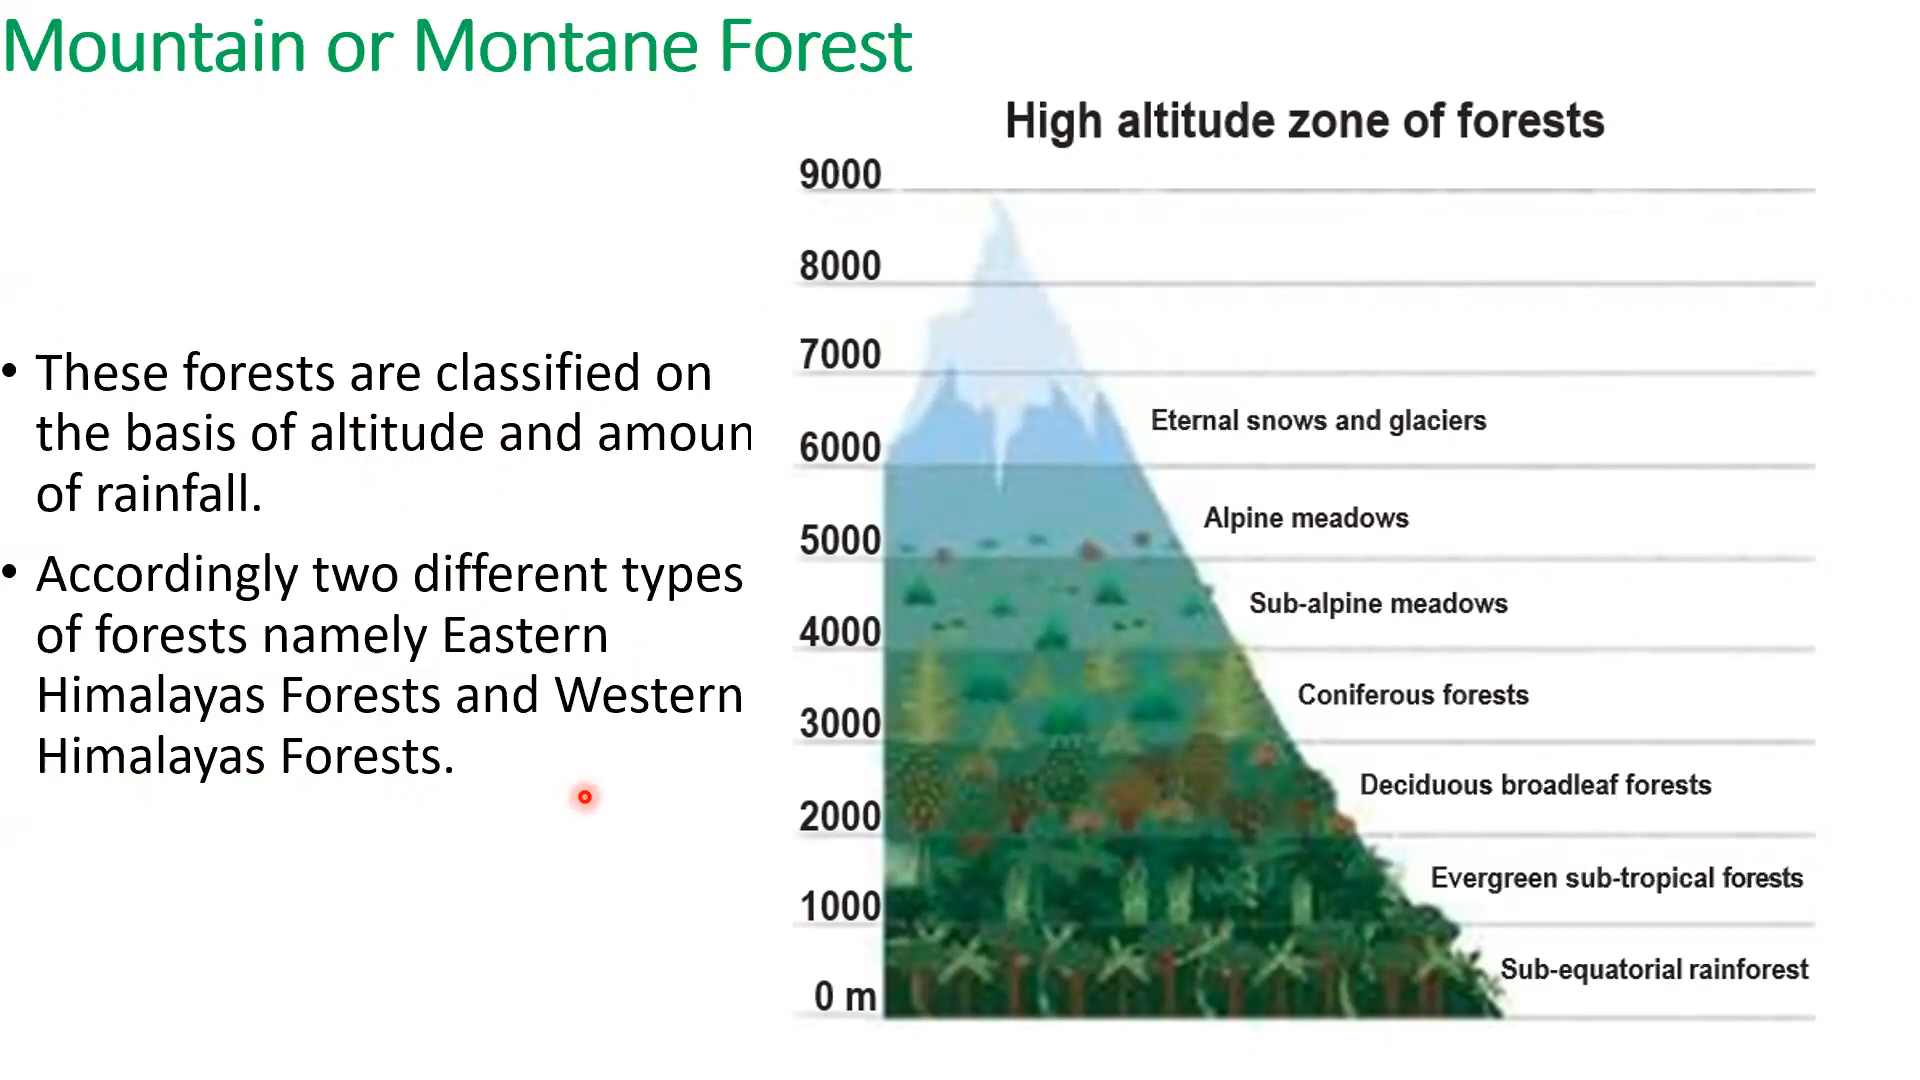 Mountain or Montane Forest
• These forests are classified on
the basis of altitude and amoun
of rainfall.
• Accordingly two different types
of forests namely Eastern
Himalayas Forests and Western
Himalayas Forests.
High altitude zone of forests
9000
8000
7000
Eternal snows and glaciers
6000
Alpine meadows
5000
Sub-alpine meadows
4000
Coniferous forests
3000
Deciduous broadleaf forests
2000
Evergreen sub-tropical forests
1000
Sub-equatorial rainforest
0 m